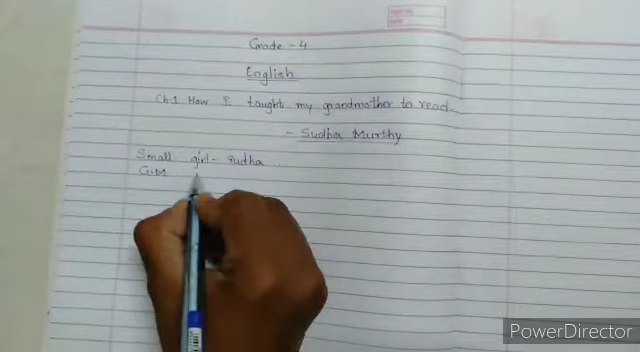 Grade - 4
English
Ch 1 How I taught my grandmother to read
- Sudha Murthy
Small girl - sudha
G.M
PowerDirector